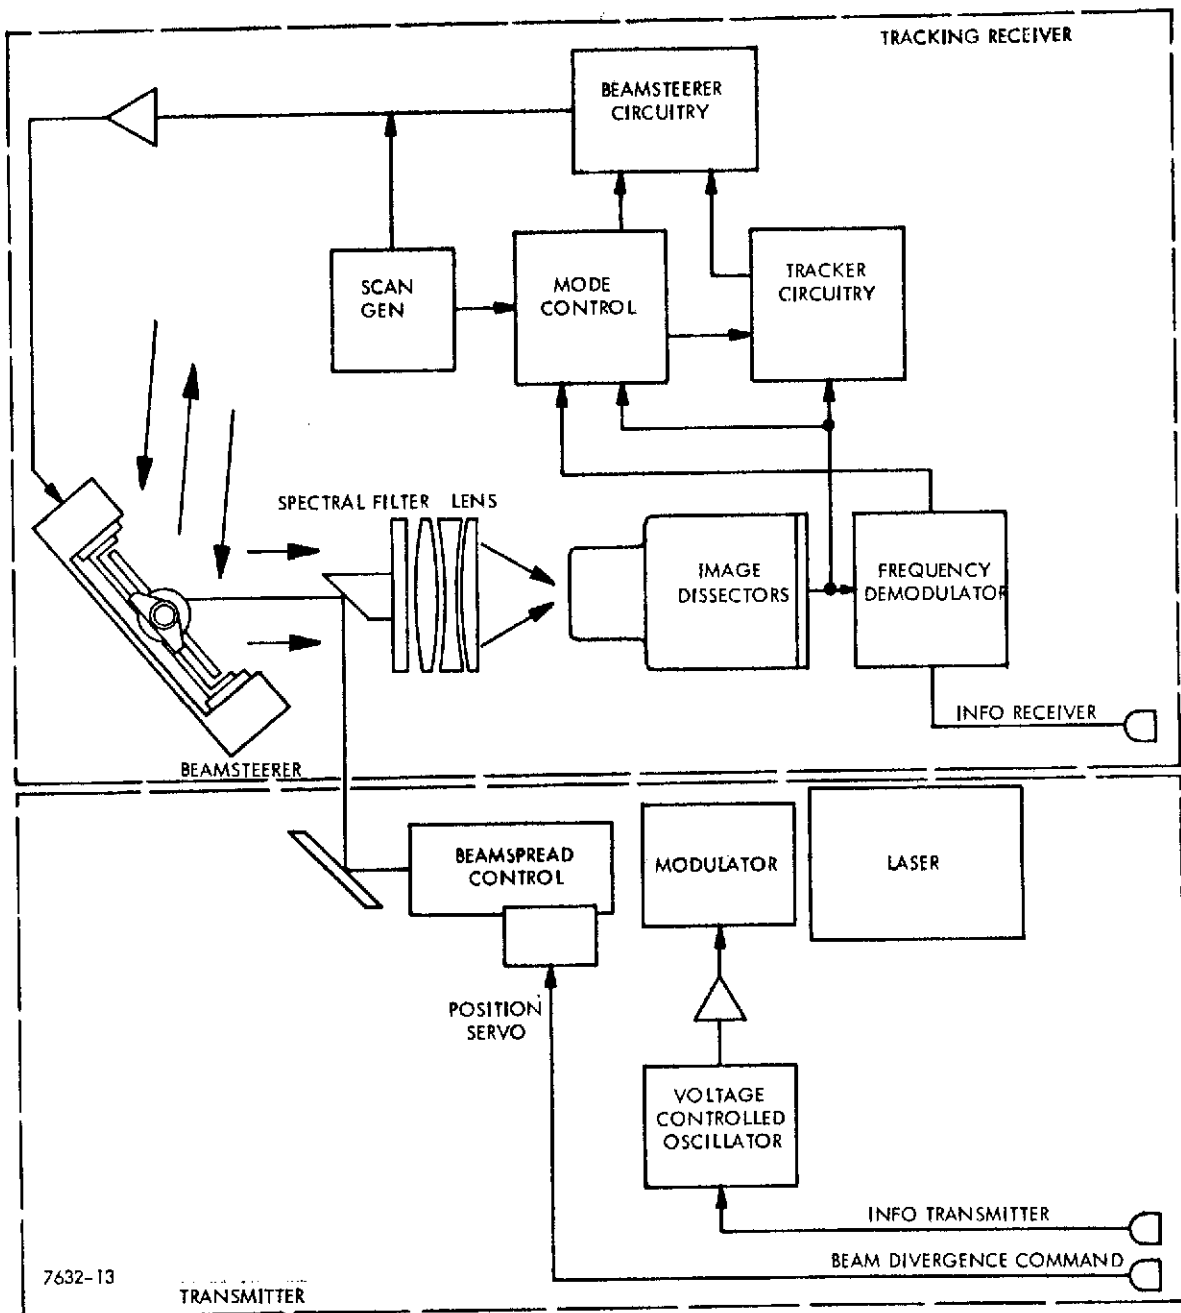 TRACKING RECEIVER
BEAMSTEERER
CIRCUITRY
SCAN
GEN
MODE
CONTROL
TRACKER
CIRCUITRY
SPECTRAL FILTER
LENS
IMAGE
DISSECTORS
FREQUENCY
DEMODULATOR
INFO RECEIVER
BEAMSTEERER
BEAMSPREAD
CONTROL
MODULATOR
LASER
POSITION
SERVO
VOLTAGE
CONTROLLED
OSCILLATOR
INFO TRANSMITTER
BEAM DIVERGENCE COMMAND
7632-13
TRANSMITTER